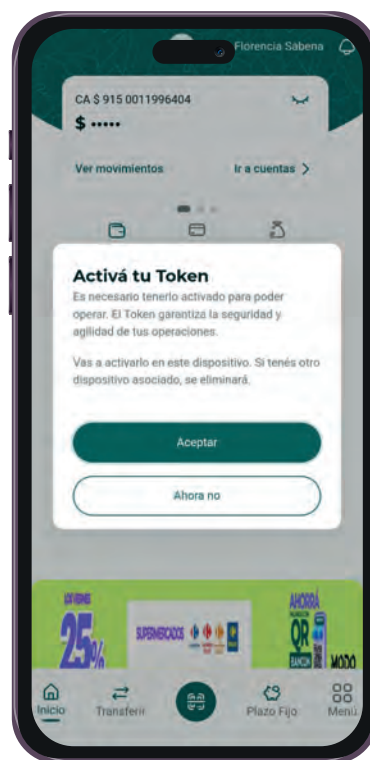 Florencia Sabena
CA $ 915 0011996404
$ •••••
Ver movimientos
Ir a cuentas >
Activá tu Token
Es necesario tenerlo activado para poder
operar. El Token garantiza la seguridad y
agilidad de tus operaciones.
Vas a activarlo en este dispositivo. Si tenés otro
dispositivo asociado, se eliminará.
Aceptar
Ahora no
LOS VIERNES
25%
SUPERMERCADOS
AHORRÁ
QR
MODO
Inicio
Transferir
Plazo Fijo
Menú